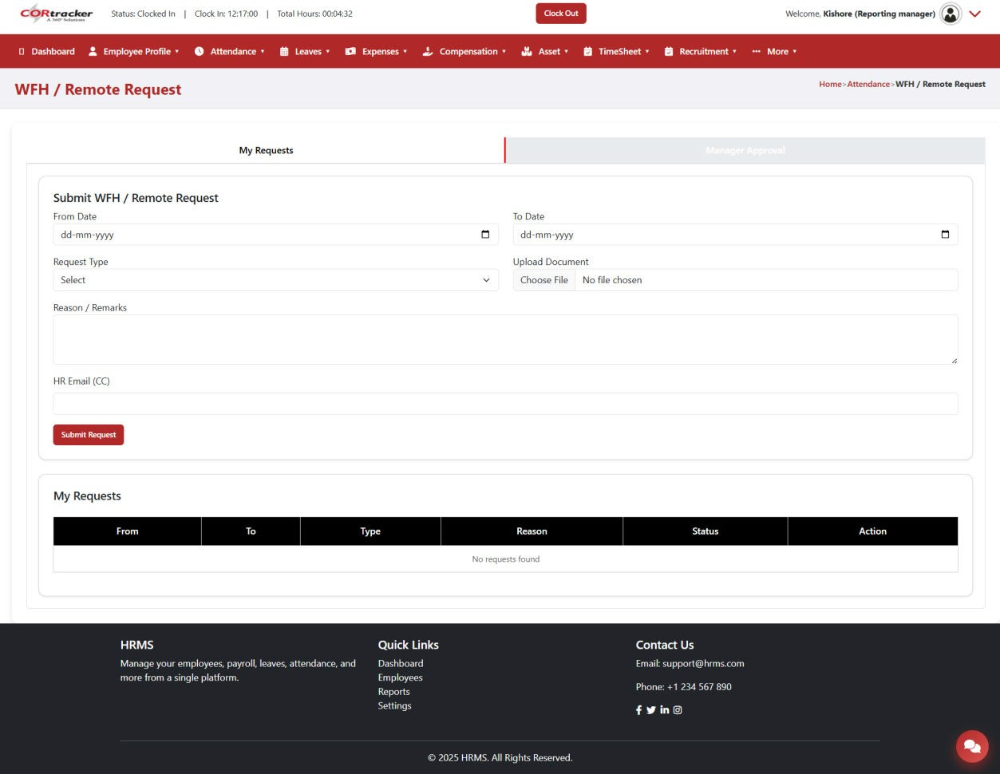 CORtracker
A 360° Solutions
Status: Clocked In | Clock In: 12:17:00 | Total Hours: 00:04:32
Clock Out
Welcome, Kishore (Reporting manager)
Dashboard Employee Profile Attendance Leaves Expenses Compensation Asset TimeSheet Recruitment More
WFH / Remote Request
Home>Attendance>WFH / Remote Request
My Requests
Manager Approval
Submit WFH / Remote Request
From Date To Date
dd-mm-yyyy dd-mm-yyyy
Request Type Upload Document
Select Choose File No file chosen
Reason / Remarks
HR Email (CC)
Submit Request
My Requests
From To Type Reason Status Action
No requests found
HRMS
Manage your employees, payroll, leaves, attendance, and
more from a single platform.
Quick Links
Dashboard
Employees
Reports
Settings
Contact Us
Email: support@hrms.com
Phone: +1 234 567 890
© 2025 HRMS. All Rights Reserved.